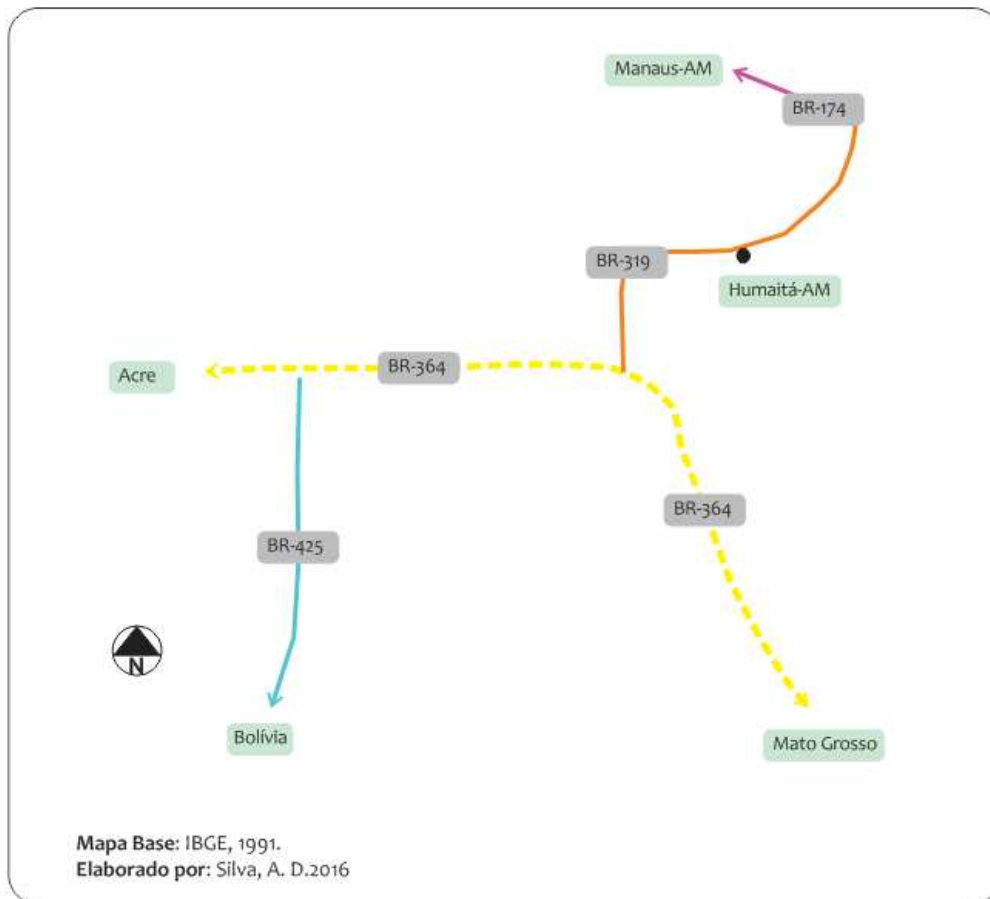 Manaus-AM
BR-174
BR-319
Humaitá-AM
BR-364
Acre
BR-364
BR-425
N
Bolívia
Mato Grosso
Mapa Base: IBGE, 1991.
Elaborado por: Silva, A. D.2016